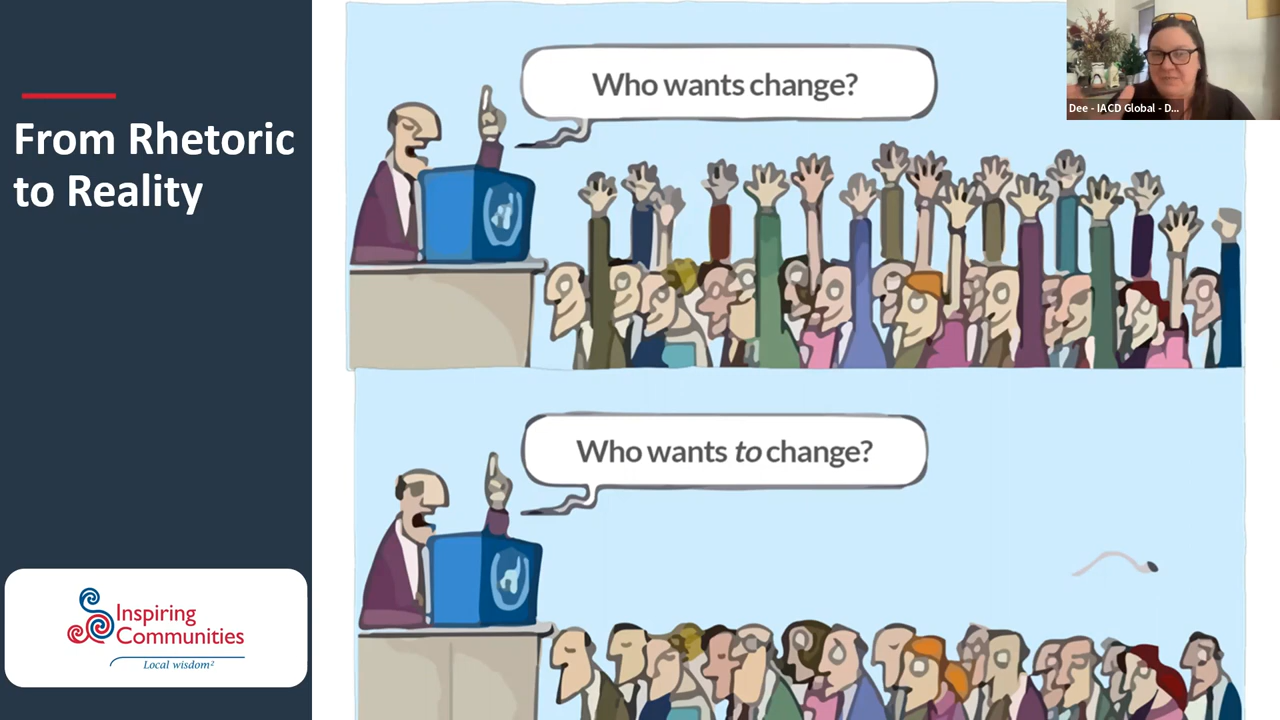 From Rhetoric
to Reality
Who wants change?
Dee - IACD Global - D...
Who wants to change?
Inspiring
Communities
Local wisdom²